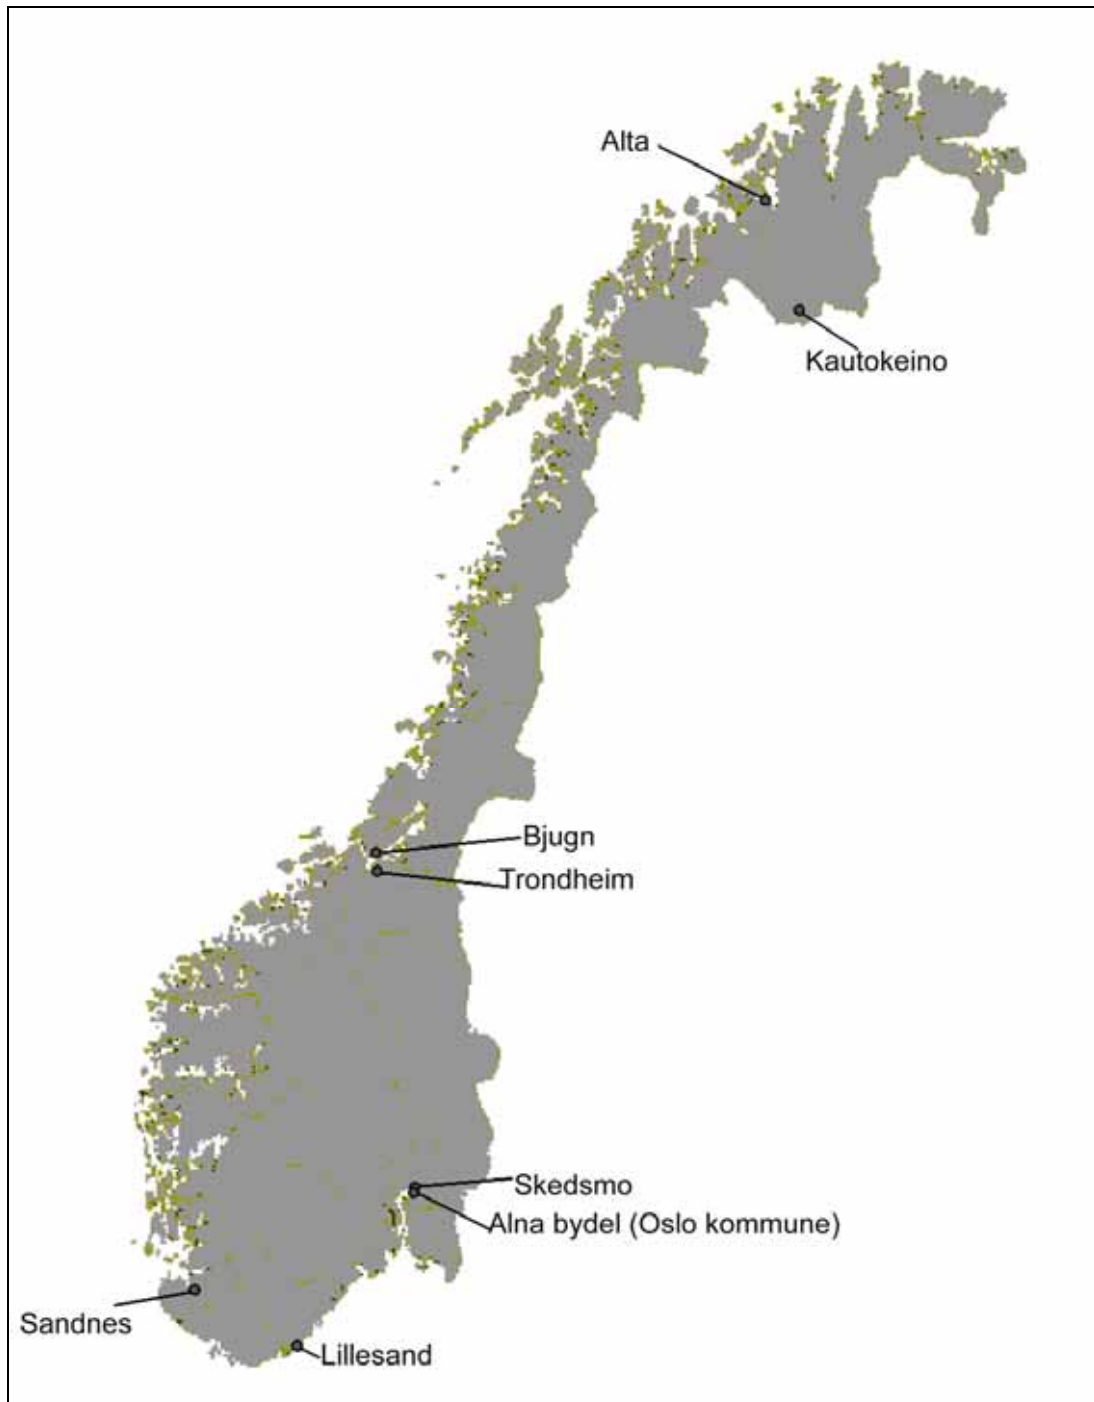 Alta
Kautokeino
Bjugn
Trondheim
Skedsmo
Alna bydel (Oslo kommune)
Sandnes
Lillesand